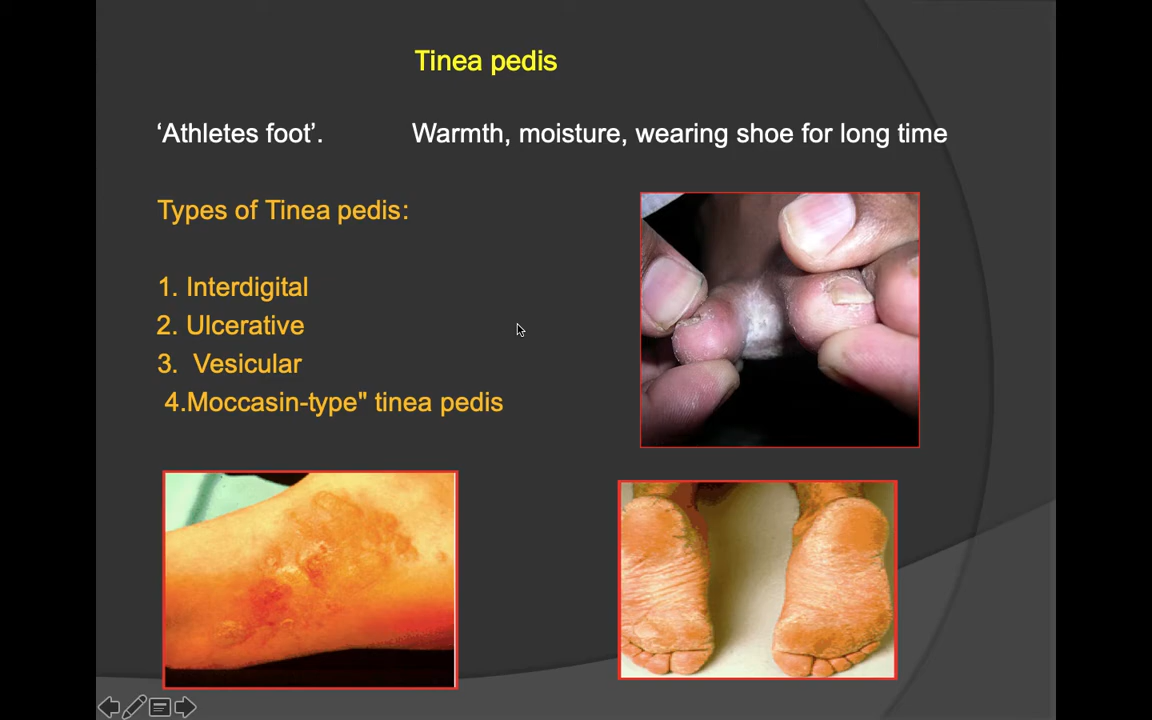 Tinea pedis
‘Athletes foot’. Warmth, moisture, wearing shoe for long time
Types of Tinea pedis:
1. Interdigital
2. Ulcerative
3. Vesicular
4.Moccasin-type" tinea pedis